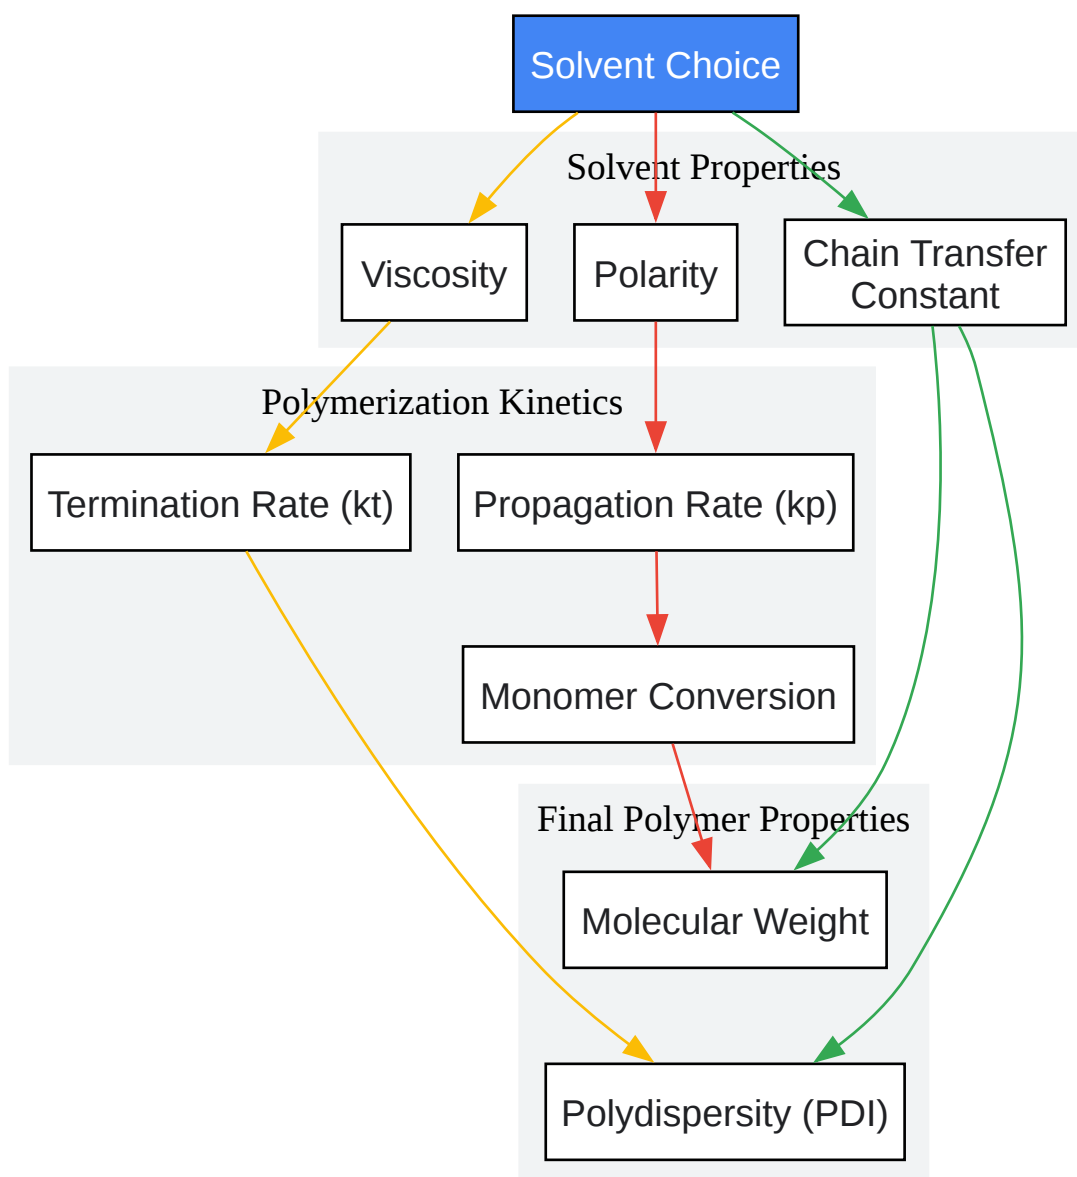 Solvent Choice
Solvent Properties
Viscosity
Polarity
Chain Transfer
Constant
Polymerization Kinetics
Termination Rate (kt)
Propagation Rate (kp)
Monomer Conversion
Final Polymer Properties
Molecular Weight
Polydispersity (PDI)